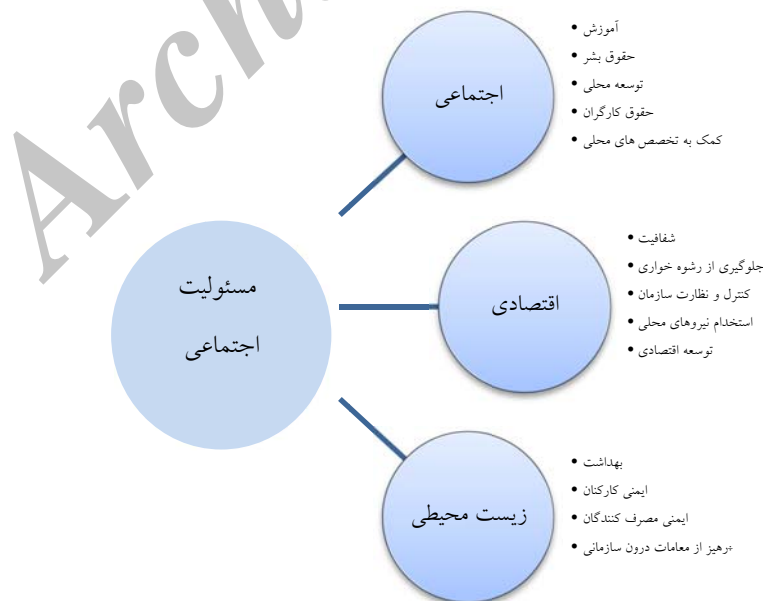 Arch
مسئولیت
اجتماعی
اجتماعی
• آموزش
• حقوق بشر
• توسعه محلی
• حقوق کارگران
• کمک به تخصص های محلی
اقتصادی
• شفافیت
• جلوگیری از رشوه خواری
• کنترل و نظارت سازمان
• استخدام نیروهای محلی
• توسعه اقتصادی
زیست محیطی
• بهداشت
• ایمنی کارکنان
• ایمنی مصرف کنندگان
• ÷رهیز از معامات درون سازمانی